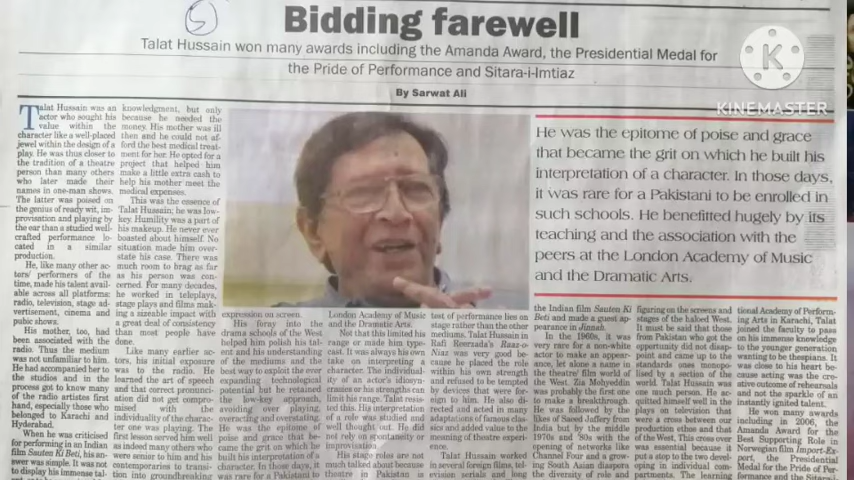 5
Bidding farewell
Talat Hussain won many awards including the Amanda Award, the Presidential Medal for
the Pride of Performance and Sitara-i-Imtiaz
By Sarwat Ali
K
KINEMASTER
Talat Hussain was an
actor who sought his
value within the
character like a well-placed
jewel within the design of a
play. He was thus closer to
the tradition of a theatre
person than many others
who later made their
names in one-man shows.
The latter was poised on
the genius of ready wit, im-
provisation and playing by
the ear than a studied well-
crafted performance lo-
cated in a similar
production.
He, like many other ac-
tors/ performers of the
time, made his talent avail-
able across all platforms:
radio, television, stage ad-
vertisement, cinema and
pubic shows.
His mother, too, had
been associated with the
radio. Thus the medium
was not unfamiliar to him.
He had accompanied her
to the studios and in the
process got to know many
of the radio artistes first
hand, especially those who
belonged to Karachi and
Hyderabad.
When he was criticised
for performing in an Indian
film Sauten Ki Beti, his an-
swer was simple. It was not
to display his immense tal-
knowledgment, but only
because he needed the
money. His mother was ill
then and he could not af-
ford the best medical treat-
ment for her. He opted for a
project that helped him
make a little extra cash to
help his mother meet the
medical expenses.
This was the essence of
Talat Hussain; he was low-
key. Humility was a part of
his makeup. He never ever
boasted about himself. No
situation made him over-
state his case. There was
much room to brag as far
as his person was con-
cerned. For many decades,
he worked in teleplays,
stage plays and films mak-
ing a sizeable impact with
a great deal of consistency
than most people have
done.
Like many earlier ac-
tors, his initial exposure
was to the radio. He
learned the art of speech
and that correct pronunci-
ation did not get compro-
mised with the
individuality of the charac-
ter one was playing. The
first lesson served him well
as indeed many others who
were senior to him and his
contemporaries to transi-
tion into groundbreaking
expression on screen.
His foray into the
drama schools of the West
helped him polish his tal-
ent and his understanding
of the mediums and the
best way to exploit the ever
expanding technological
potential but he retained
the low-key approach,
avoiding over playing,
overacting and overstating.
He was the epitome of
poise and grace that be-
came the grit on which he
built his interpretation of a
character. In those days, it
was rare for a Pakistani to
London Academy of Music
and the Dramatic Arts.
Not that this limited his
range or made him type-
cast. It was always his own
take on interpreting a
character. The individual-
ity of an actor's idiosyn-
crasies or his strengths can
limit his range. Talat resis-
ted this. His interpretation
of a role was studied and
well thought out. He did
not rely on spontaneity or
improvisation.
His stage roles are not
much talked about because
theatre in Pakistan is
test of performance lies on
stage rather than the other
mediums. Talat Hussain in
Rafi Peerzada's Raaz-o-
Niaz was very good be-
cause he placed the role
within his own strength
and refused to be tempted
by devices that were for-
eign to him. He also di-
rected and acted in many
adaptations of famous clas-
sics and added value to the
meaning of theatre experi-
ence.
Talat Hussain worked
in several foreign films, tel-
evision serials and long
He was the epitome of poise and grace
that became the grit on which he built his
interpretation of a character. In those days,
it was rare for a Pakistani to be enrolled in
such schools. He benefitted hugely by its
teaching and the association with the
peers at the London Academy of Music
and the Dramatic Arts.
the Indian film Sauten Ki
Beti and made a guest ap-
pearance in Jinnah.
In the 1960s, it was
very rare for a non-white
actor to make an appear-
ance, let alone a name in
the theatre/ film world of
the West. Zia Mohyeddin
was probably the first one
to make a breakthrough.
He was followed by the
likes of Saeed Jaffery from
India but by the middle
1970s and '80s with the
opening of networks like
Channel Four and a grow-
ing South Asian diaspora
the diversity of role and
figuring on the screens and
stages of the haked West.
It must be said that those
from Pakistan who got the
opportunity did not disap-
point and came up to the
standards ones monopo-
lised by a section of the
world. Talat Hussain was
one much person. He ac-
quitted himself well in the
plays on television that
were a cross between our
production ethos and that
of the West. This cross over
was essential because it
put a stop to the two devel-
oping in individual com-
partments. The learning
tional Academy of Perform-
ing Arts in Karachi, Talat
joined the faculty to pass
on his immense knowledge
to the younger generation
wanting to be thespians. It
was close to his heart be-
cause acting was the cre-
ative outcome of rehearsals
and not the sparkle of an
instantly ignited talent.
He won many awards
including in 2006, the
Amanda Award for the
Best Supporting Role in
Norwegian film Import-Ex-
port, the Presidential
Medal for the Pride of Per-
formance and the Sitara-